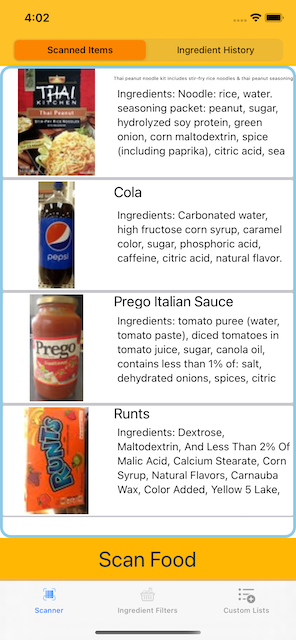 4:02
Scanned Items
Ingredient History
Thai peanut noodle kit includes stir-fry rice noodles & thai peanut seasoning
THAI
KITCHEN
Thai Peanut
Ingredients: Noodle: rice, water.
seasoning packet: peanut, sugar,
hydrolyzed soy protein, green
onion, corn maltodextrin, spice
(including paprika), citric acid, sea
Cola
pepsi
Ingredients: Carbonated water,
high fructose corn syrup, caramel
color, sugar, phosphoric acid,
caffeine, citric acid, natural flavor.
Prego Italian Sauce
Prego
Ingredients: tomato puree (water,
tomato paste), diced tomatoes in
tomato juice, sugar, canola oil,
contains less than 1% of: salt,
dehydrated onions, spices, citric
Runts
RUNTS
Ingredients: Dextrose,
Maltodextrin, And Less Than 2% Of
Malic Acid, Calcium Stearate, Corn
Syrup, Natural Flavors, Carnauba
Wax, Color Added, Yellow 5 Lake,
Scan Food
Scanner
Ingredient Filters
Custom Lists